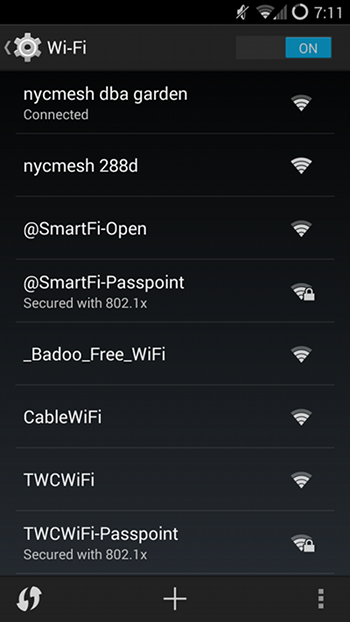 7:11
Wi-Fi
ON
nycmesh dba garden
Connected
nycmesh 288d
@SmartFi-Open
@SmartFi-Passpoint
Secured with 802.1x
_Badoo_Free_WiFi
CableWiFi
TWCWiFi
TWCWiFi-Passpoint
Secured with 802.1x